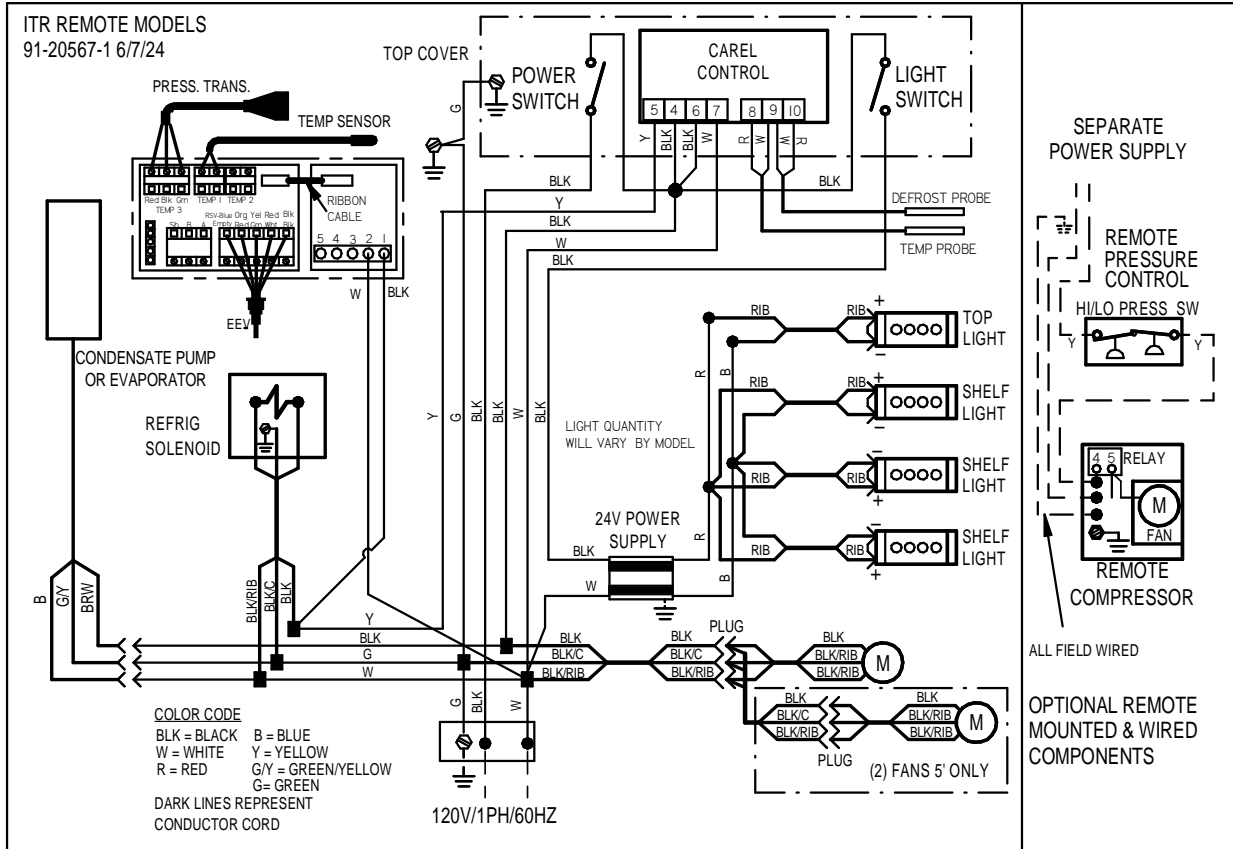 ITR REMOTE MODELS
91-20567-1 6/7/24
PRESS. TRANS.
TEMP SENSOR
TOP COVER
POWER
SWITCH
CAREL
CONTROL
LIGHT
SWITCH
5 4 6 7 8 9 10
Y BLK BLK W R W W R
G
Red Blk Grn TEMP 1 TEMP 2
TEMP 3
RIBBON
CABLE
RSV-Blue Org Yel Red Blk
Empty Red Grn Wht Blk
Sh B A
5 4 3 2 1
W BLK
EEV
BLK
Y
BLK
W
BLK
BLK
DEFROST PROBE
TEMP PROBE
CONDENSATE PUMP
OR EVAPORATOR
REFRIG
SOLENOID
Y G BLK BLK W BLK
LIGHT QUANTITY
WILL VARY BY MODEL
R B
RIB RIB + -
TOP
LIGHT
RIB RIB + -
SHELF
LIGHT
RIB RIB - +
SHELF
LIGHT
RIB RIB - +
SHELF
LIGHT
24V POWER
SUPPLY
BLK
W
R
B
B G/Y BRW
BLK/RIB BLK/C BLK
Y
BLK
G
W
BLK
BLK/C
BLK/RIB
PLUG
BLK
BLK/C
BLK/RIB
BLK
BLK/RIB
BLK/RIB
M
BLK
BLK/C
BLK/RIB
PLUG
BLK
BLK/RIB
BLK/RIB
M
(2) FANS 5' ONLY
G BLK W
120V/1PH/60HZ
COLOR CODE
BLK = BLACK B = BLUE
W = WHITE Y = YELLOW
R = RED G/Y = GREEN/YELLOW
G= GREEN
DARK LINES REPRESENT
CONDUCTOR CORD
SEPARATE
POWER SUPPLY
REMOTE
PRESSURE
CONTROL
HI/LO PRESS SW
Y Y
4 5 RELAY
M
FAN
REMOTE
COMPRESSOR
ALL FIELD WIRED
OPTIONAL REMOTE
MOUNTED & WIRED
COMPONENTS